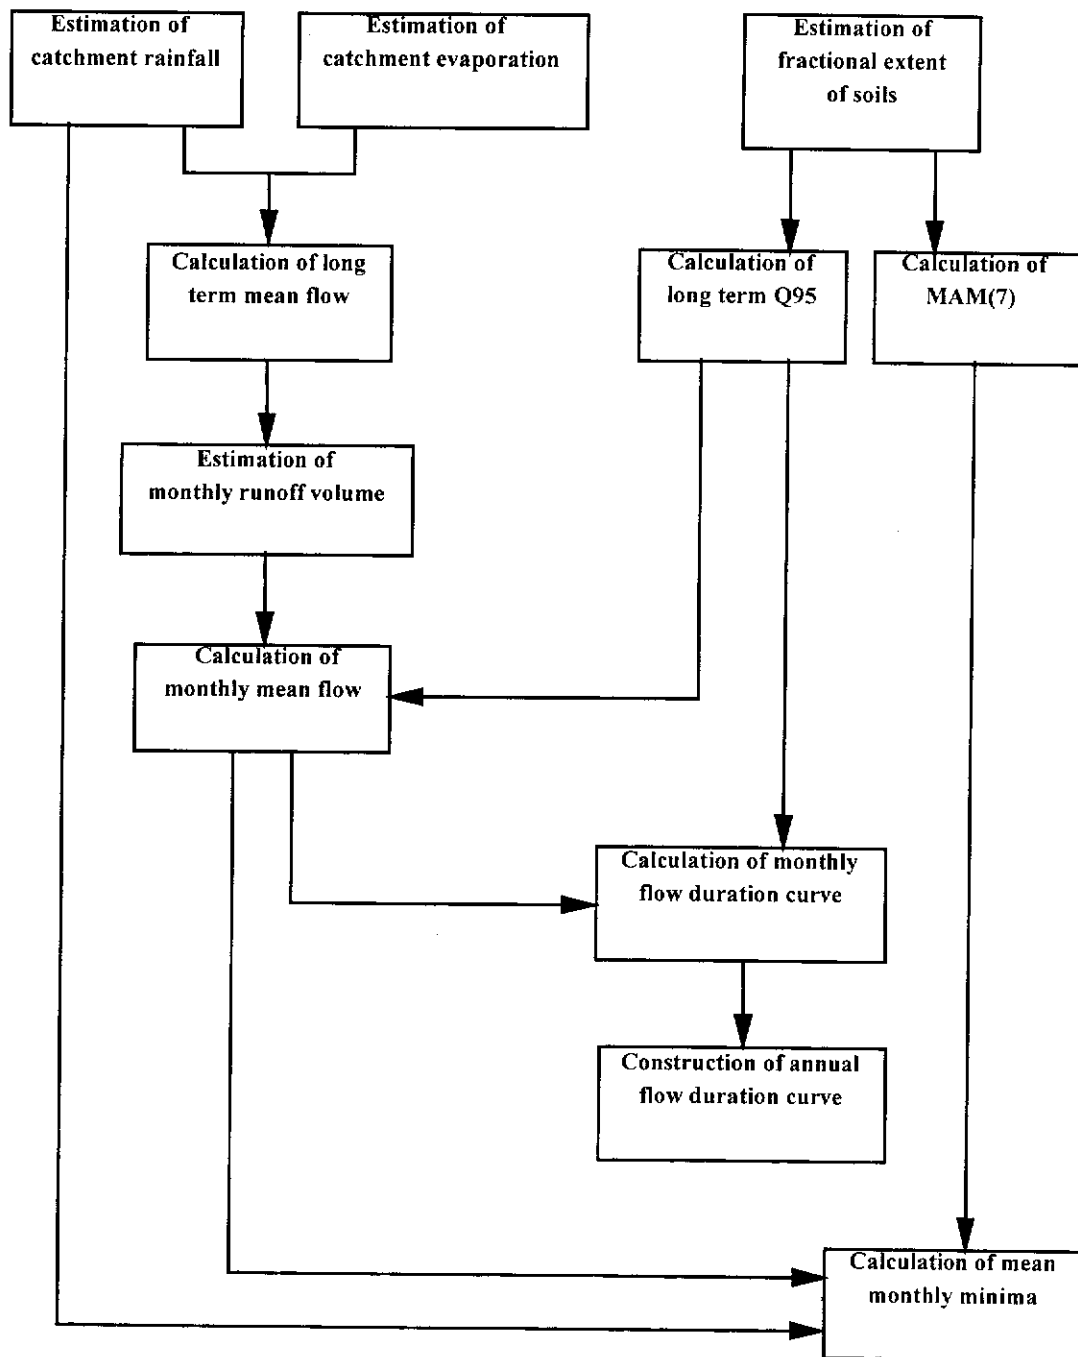 Estimation of
catchment rainfall
Estimation of
catchment evaporation
Estimation of
fractional extent
of soils
Calculation of long
term mean flow
Calculation of
long term Q95
Calculation of
MAM(7)
Estimation of
monthly runoff volume
Calculation of
monthly mean flow
Calculation of monthly
flow duration curve
Construction of annual
flow duration curve
Calculation of mean
monthly minima